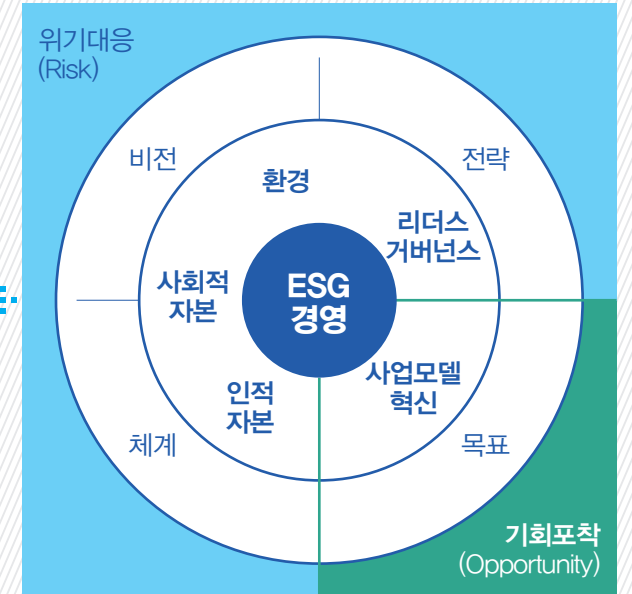 위기대응
(Risk)
비전
전략
환경
리더스
거버넌스
사회적
자본
ESG
경영
인적
자본
사업모델
혁신
체계
목표
기회포착
(Opportunity)